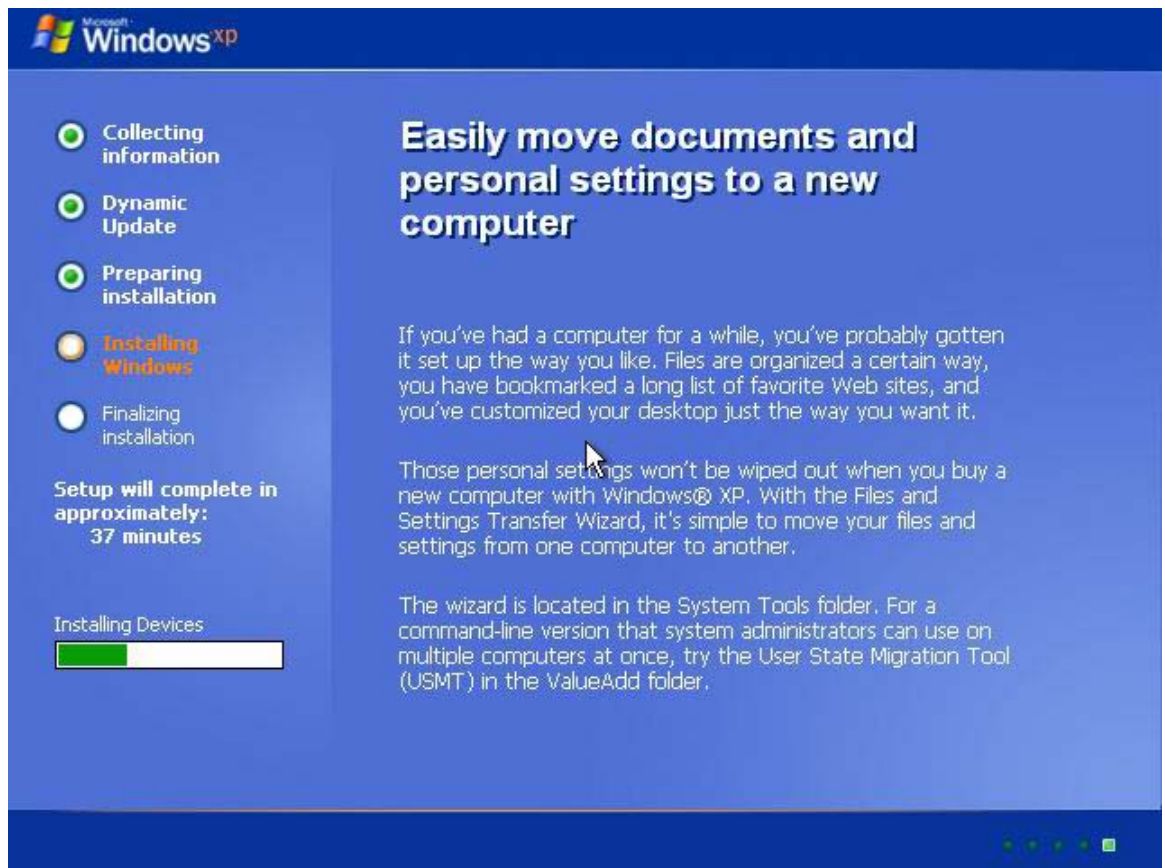 Microsoft
Windows xp
Collecting
information
Dynamic
Update
Preparing
installation
Installing
Windows
Finalizing
installation
Setup will complete in
approximately:
37 minutes
Installing Devices
Easily move documents and
personal settings to a new
computer
If you've had a computer for a while, you've probably gotten
it set up the way you like. Files are organized a certain way,
you have bookmarked a long list of favorite Web sites, and
you've customized your desktop just the way you want it.
Those personal settings won't be wiped out when you buy a
new computer with Windows® XP. With the Files and
Settings Transfer Wizard, it's simple to move your files and
settings from one computer to another.
The wizard is located in the System Tools folder. For a
command-line version that system administrators can use on
multiple computers at once, try the User State Migration Tool
(USMT) in the ValueAdd folder.